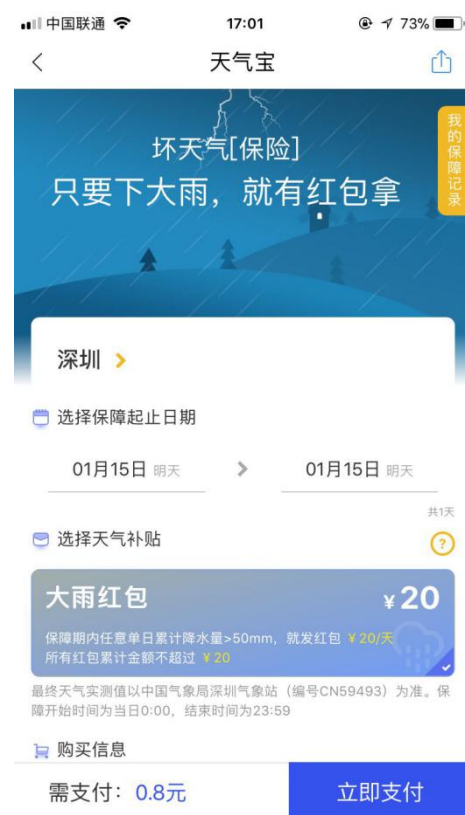 中国联通 17:01 73%
天气宝
我的保障记录
坏天气[保险]
只要下大雨，就有红包拿
深圳
选择保障起止日期
01月15日 明天 01月15日 明天
共1天
选择天气补贴
?
大雨红包 ¥20
保障期内任意单日累计降水量>50mm，就发红包 ¥20/天
所有红包累计金额不超过 ¥20
最终天气实测值以中国气象局深圳气象站（编号CN59493）为准。保
障开始时间为当日0:00，结束时间为23:59
购买信息
需支付：0.8元 立即支付